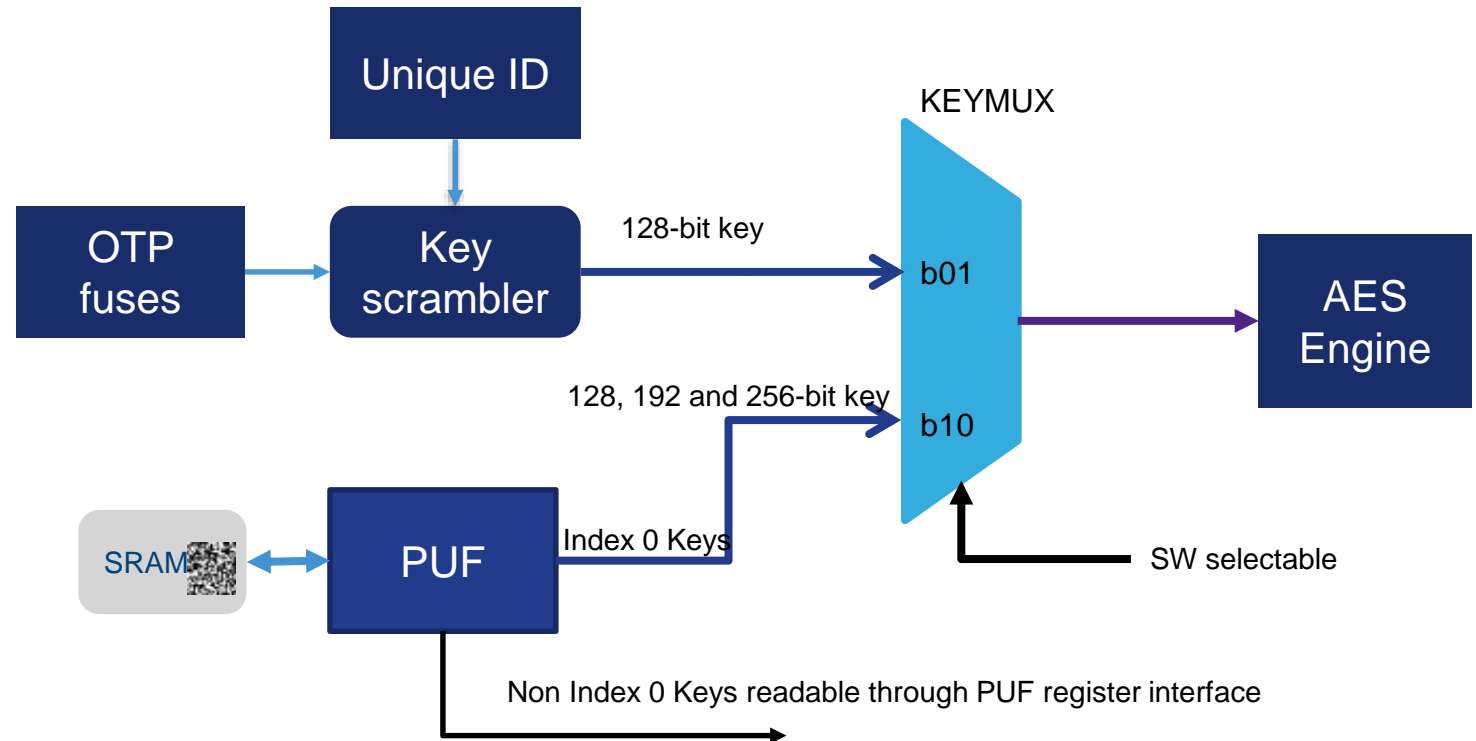 Unique ID
KEYMUX
OTP
fuses
Key
scrambler
128-bit key
b01
AES
Engine
128, 192 and 256-bit key
b10
SRAM
PUF
Index 0 Keys
SW selectable
Non Index 0 Keys readable through PUF register interface